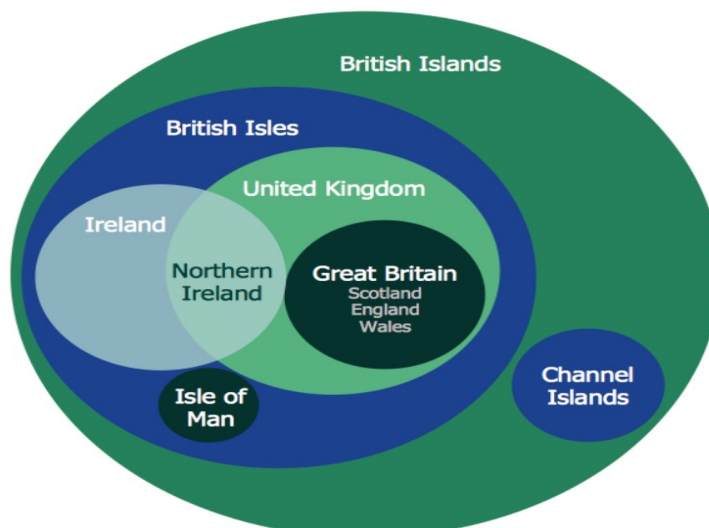 British Islands
British Isles
United Kingdom
Ireland
Northern
Ireland
Great Britain
Scotland
England
Wales
Isle of
Man
Channel
Islands